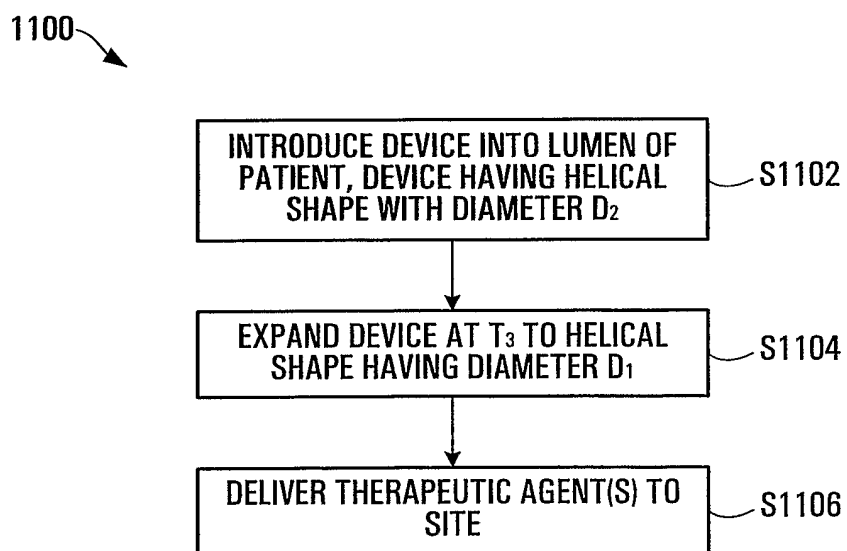 1100
INTRODUCE DEVICE INTO LUMEN OF
PATIENT, DEVICE HAVING HELICAL
SHAPE WITH DIAMETER D₂
S1102
EXPAND DEVICE AT T₃ TO HELICAL
SHAPE HAVING DIAMETER D₁
S1104
DELIVER THERAPEUTIC AGENT(S) TO
SITE
S1106